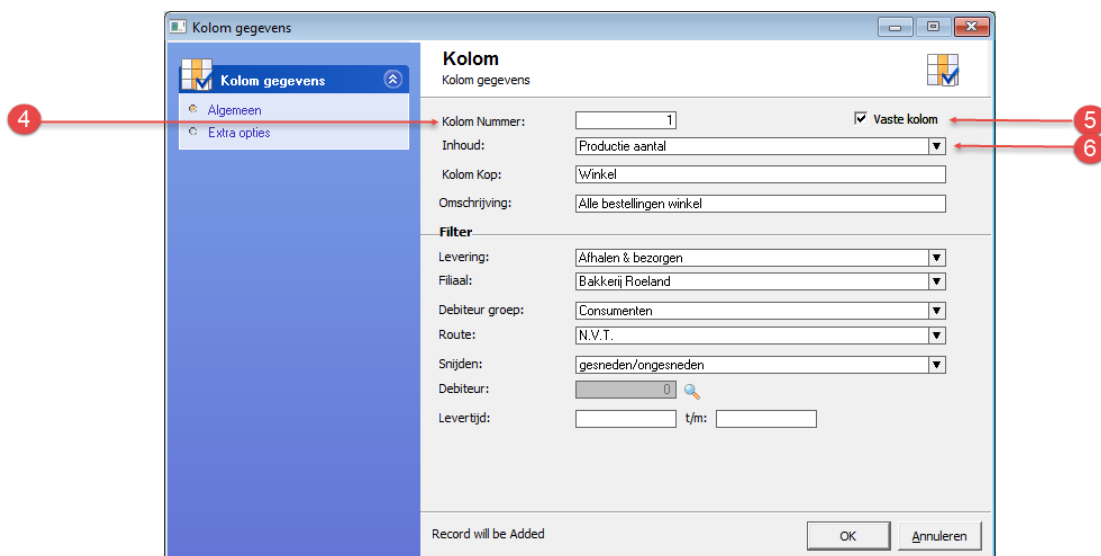 Kolom gegevens
Kolom gegevens
Algemeen
Extra opties
Kolom
Kolom gegevens
4
Kolom Nummer: 1 Vaste kolom
5
Inhoud: Productie aantal
6
Kolom Kop: Winkel
Omschrijving: Alle bestellingen winkel
Filter
Levering: Afhalen & bezorgen
Filiaal: Bakkerij Roeland
Debiteur groep: Consumenten
Route: N.V.T.
Snijden: gesneden/ongesneden
Debiteur: 0
Levertijd: t/m:
Record will be Added OK Annuleren